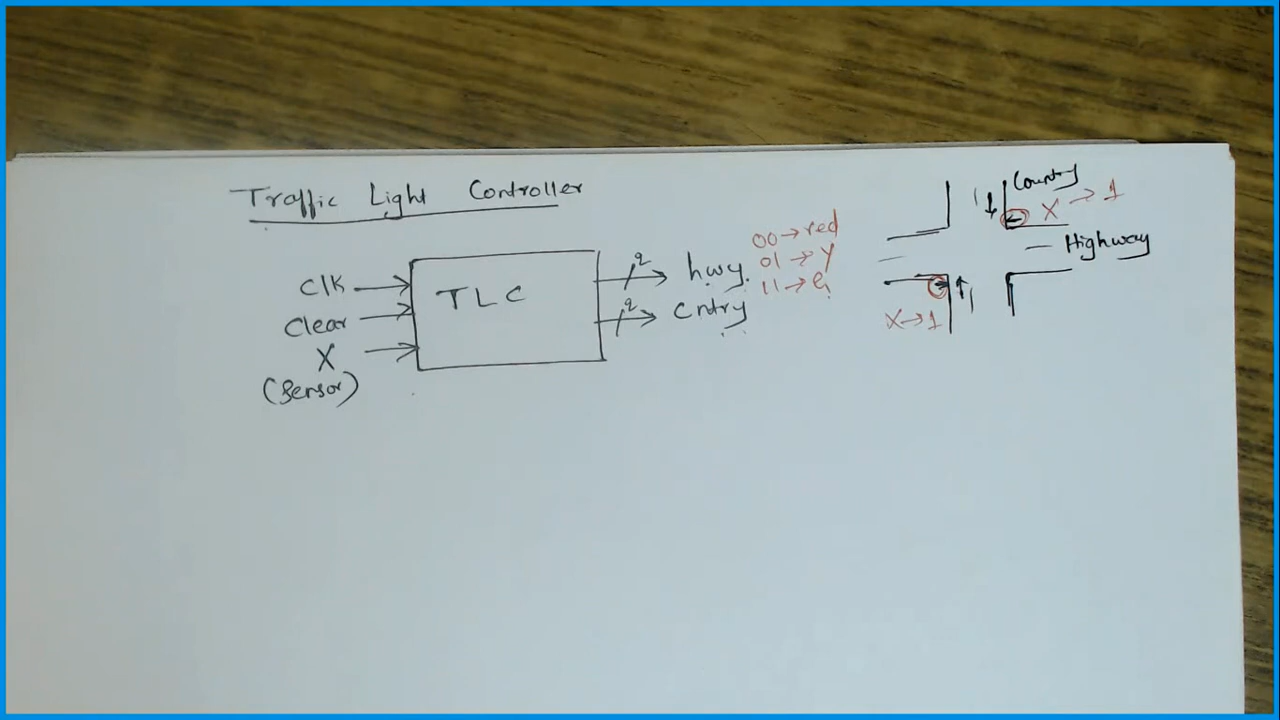 Traffic Light Controller
Clk
Clear
X
(Sensor)
TLC
2
hwy.
2
Cntry
00→red
01→Y
11→G
Country
X→1
Highway
X→1